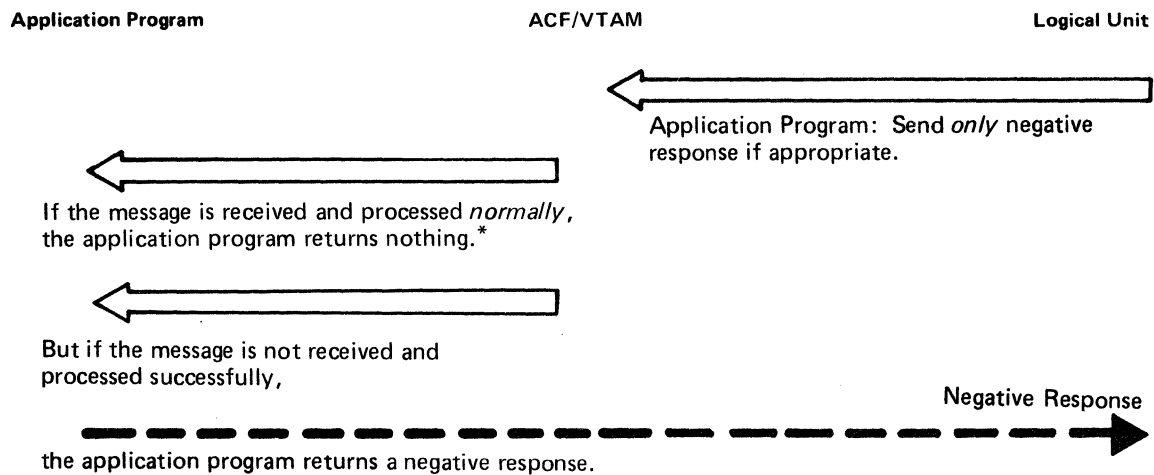 Application Program ACF/VTAM Logical Unit
Application Program: Send only negative
response if appropriate.
If the message is received and processed normally,
the application program returns nothing.*
But if the message is not received and
processed successfully,
Negative Response
the application program returns a negative response.